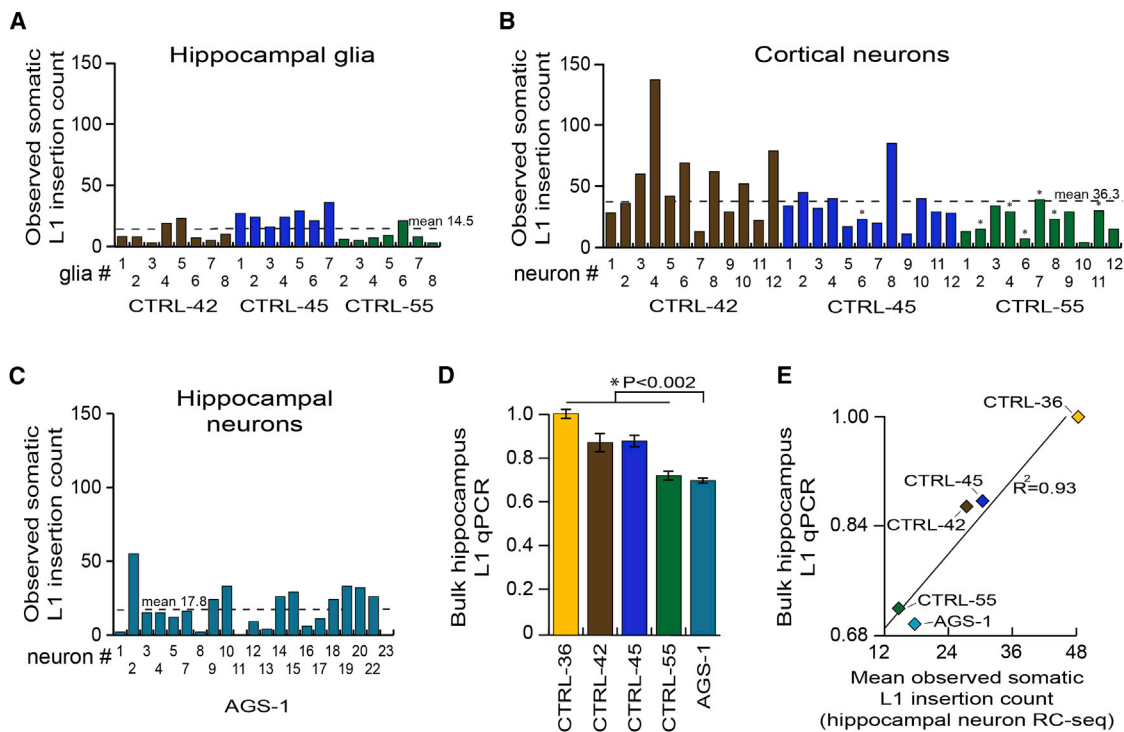 A
Hippocampal glia
Observed somatic
L1 insertion count
150
100
50
0
mean 14.5
glia #
1 3 5 7 1 3 5 7 1 3 5 7
2 4 6 8 2 4 6 2 4 6 8
CTRL-42 CTRL-45 CTRL-55
B
Cortical neurons
Observed somatic
L1 insertion count
150
100
50
0
mean 36.3
* * * * * * *
neuron #
1 3 5 7 9 11 1 3 5 7 9 11 1 3 5 7 9 12
2 4 6 8 10 12 2 4 6 8 10 12 2 4 6 8 10
11
CTRL-42 CTRL-45 CTRL-55
C
Hippocampal
neurons
Observed somatic
L1 insertion count
150
100
50
0
mean 17.8
neuron #
1 3 5 8 10 12 14 16 18 20 23
2 4 7 9 11 13 15 17 19 22
AGS-1
D
* P<0.002
Bulk hippocampus
L1 qPCR
1.0
0.8
0.6
0.4
0.2
0
CTRL-36
CTRL-42
CTRL-45
CTRL-55
AGS-1
E
Bulk hippocampus
L1 qPCR
1.00
0.84
0.68
CTRL-36
CTRL-45
R²=0.93
CTRL-42
CTRL-55
AGS-1
12 24 36 48
Mean observed somatic
L1 insertion count
(hippocampal neuron RC-seq)